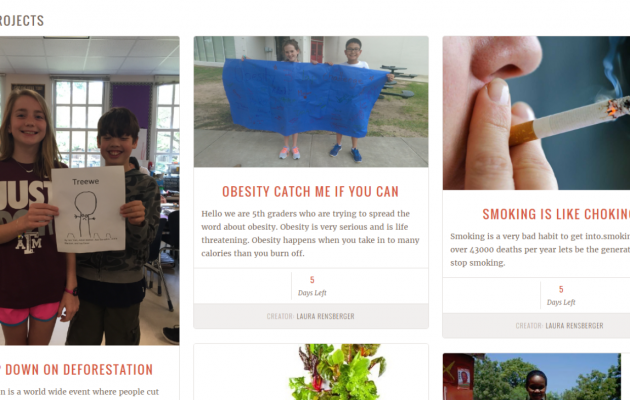 ROJECTS
JUST
A&M
Treewe
DOWN ON DEFORESTATION
n is a world wide event where people cut
OBESITY CATCH ME IF YOU CAN
Hello we are 5th graders who are trying to spread the
word about obesity. Obesity is very serious and is life
threatening. Obesity happens when you take in to many
calories than you burn off.
5
Days Left
CREATOR: LAURA RENSBERGER
SMOKING IS LIKE CHOKIN
Smoking is a very bad habit to get into.smokin
over 43000 deaths per year lets be the genera
stop smoking.
5
Days Left
CREATOR: LAURA RENSBERGER